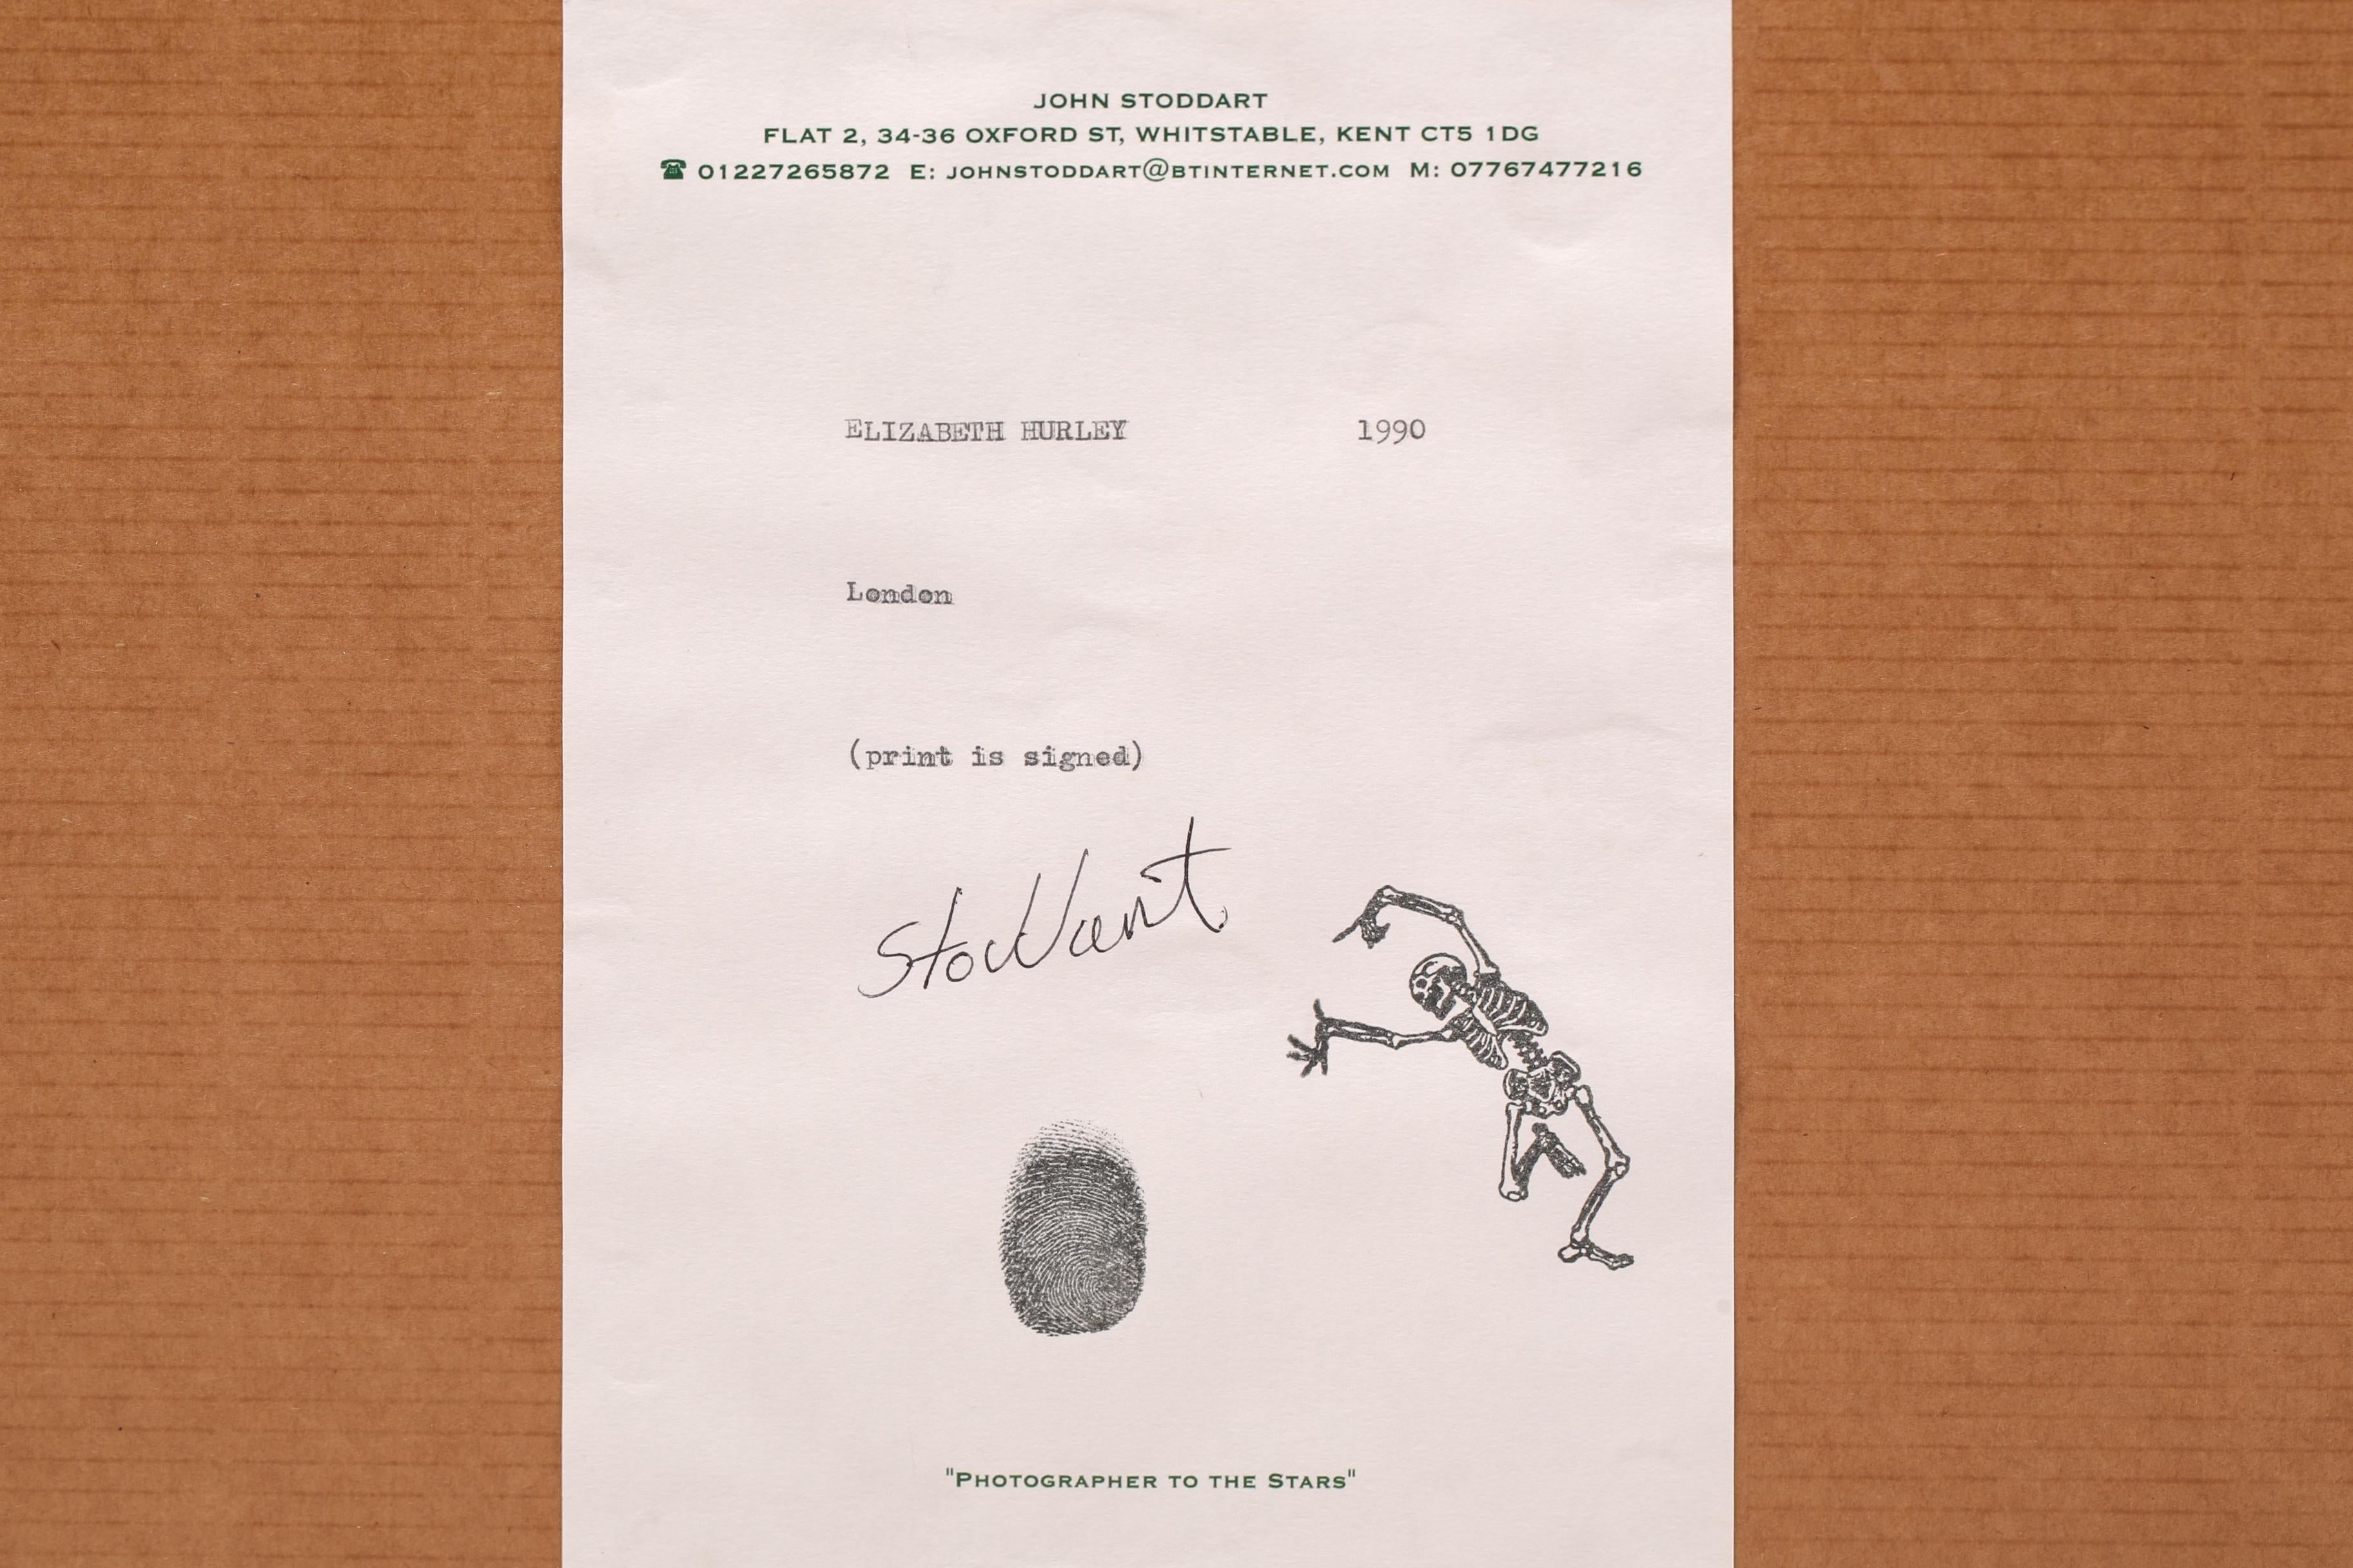 JOHN STODDART
FLAT 2, 34-36 OXFORD ST, WHITSTABLE, KENT CT5 1DG
☎ 01227265872 E: JOHNSTODDART@BTINTERNET.COM M: 07767477216
ELIZABETH HURLEY 1990
London
(print is signed)
Stoddart
"PHOTOGRAPHER TO THE STARS"